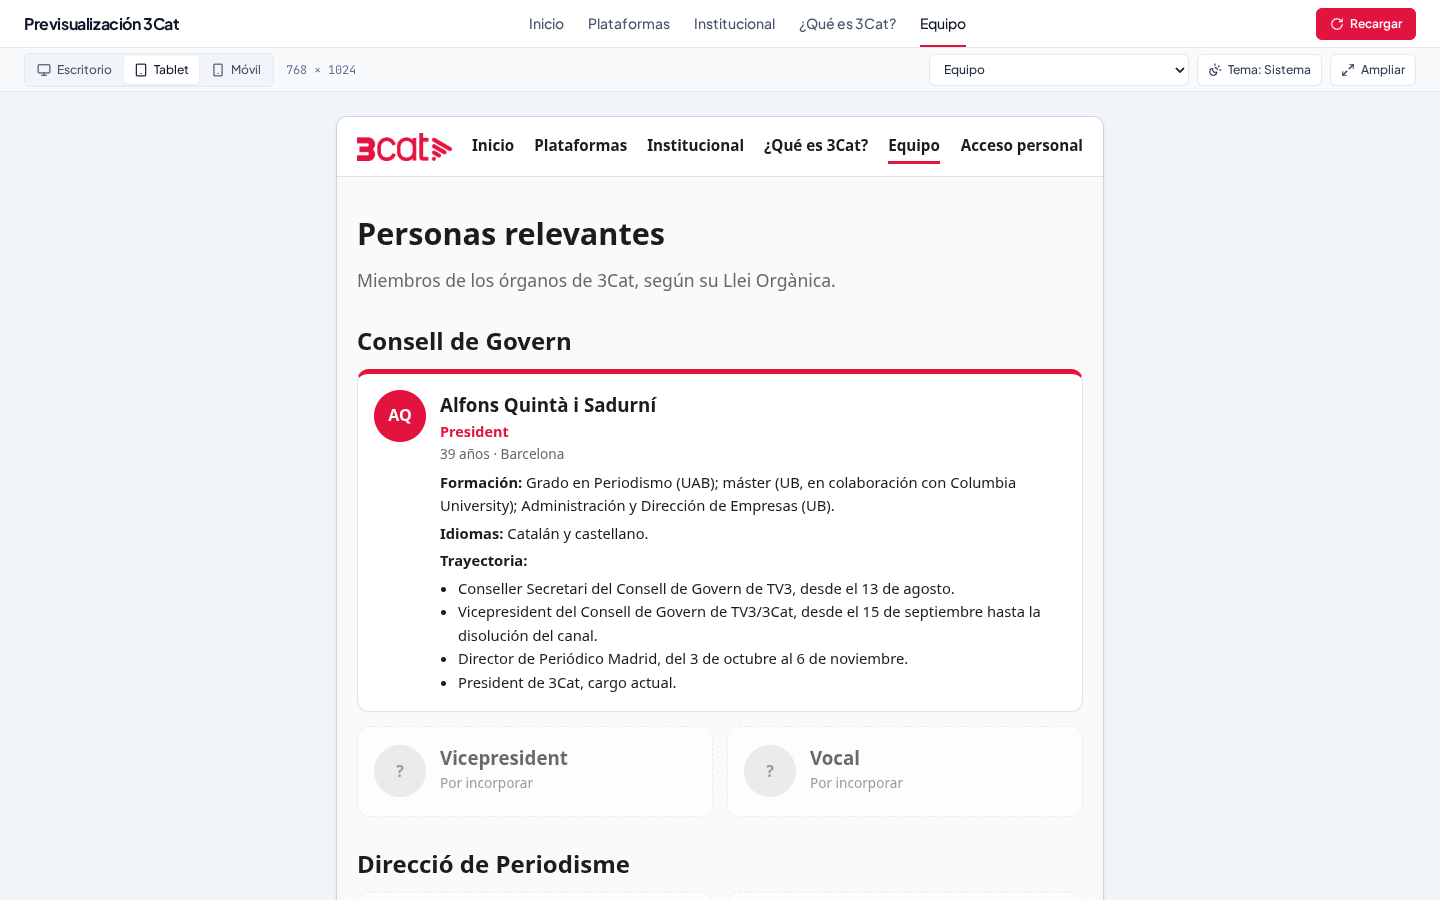 Previsualización 3Cat
Inicio
Plataformas
Institucional
¿Qué es 3Cat?
Equipo
Recargar
Escritorio
Tablet
Móvil
768 × 1024
Equipo
Tema: Sistema
Ampliar
3cat
Inicio
Plataformas
Institucional
¿Qué es 3Cat?
Equipo
Acceso personal
Personas relevantes
Miembros de los órganos de 3Cat, según su Llei Orgànica.
Consell de Govern
AQ
Alfons Quintà i Sadurní
President
39 años · Barcelona
Formación: Grado en Periodismo (UAB); máster (UB, en colaboración con Columbia
University); Administración y Dirección de Empresas (UB).
Idiomas: Catalán y castellano.
Trayectoria:
• Conseller Secretari del Consell de Govern de TV3, desde el 13 de agosto.
• Vicepresident del Consell de Govern de TV3/3Cat, desde el 15 de septiembre hasta la
disolución del canal.
• Director de Periódico Madrid, del 3 de octubre al 6 de noviembre.
• President de 3Cat, cargo actual.
?
Vicepresident
Por incorporar
?
Vocal
Por incorporar
Direcció de Periodisme